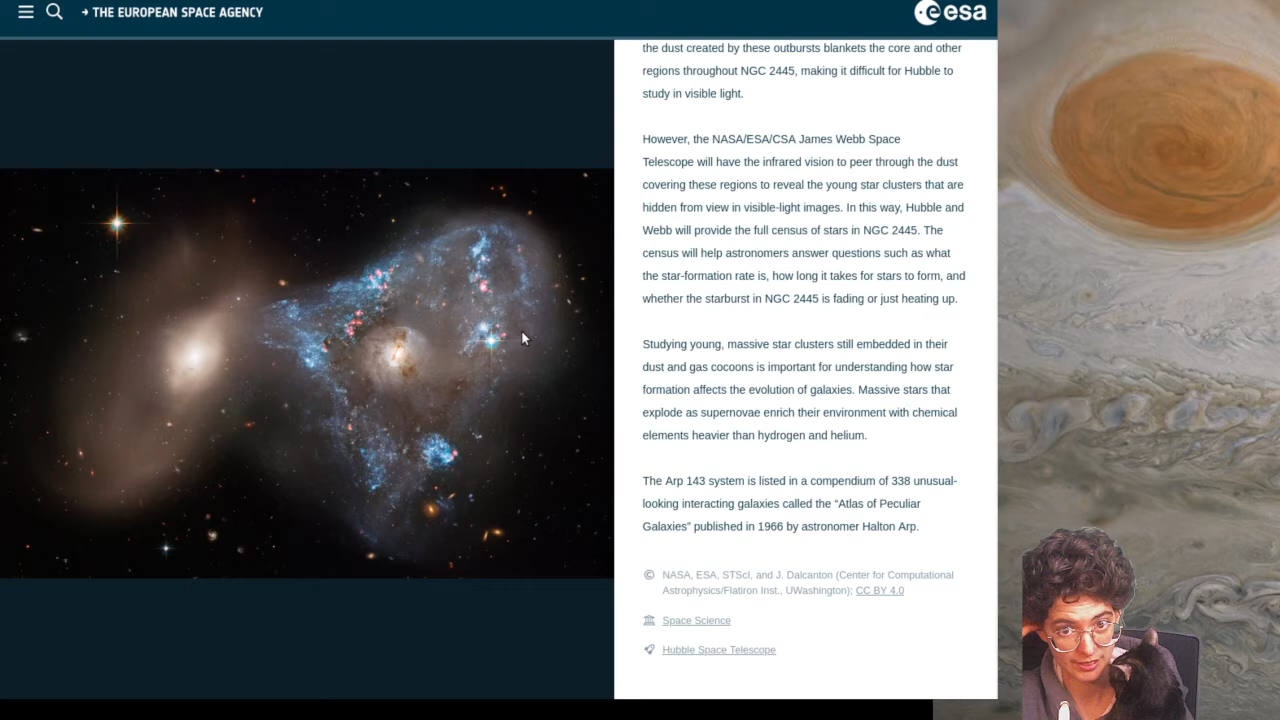 → THE EUROPEAN SPACE AGENCY
esa
the dust created by these outbursts blankets the core and other
regions throughout NGC 2445, making it difficult for Hubble to
study in visible light.
However, the NASA/ESA/CSA James Webb Space
Telescope will have the infrared vision to peer through the dust
covering these regions to reveal the young star clusters that are
hidden from view in visible-light images. In this way, Hubble and
Webb will provide the full census of stars in NGC 2445. The
census will help astronomers answer questions such as what
the star-formation rate is, how long it takes for stars to form, and
whether the starburst in NGC 2445 is fading or just heating up.
Studying young, massive star clusters still embedded in their
dust and gas cocoons is important for understanding how star
formation affects the evolution of galaxies. Massive stars that
explode as supernovae enrich their environment with chemical
elements heavier than hydrogen and helium.
The Arp 143 system is listed in a compendium of 338 unusual-
looking interacting galaxies called the “Atlas of Peculiar
Galaxies” published in 1966 by astronomer Halton Arp.
© NASA, ESA, STScI, and J. Dalcanton (Center for Computational
Astrophysics/Flatiron Inst., UWashington); CC BY 4.0
Space Science
Hubble Space Telescope